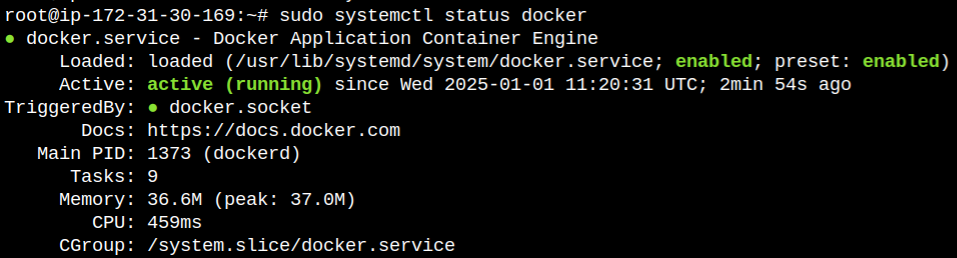 root@ip-172-31-30-169:~# sudo systemctl status docker
● docker.service - Docker Application Container Engine
     Loaded: loaded (/usr/lib/systemd/system/docker.service; enabled; preset: enabled)
     Active: active (running) since Wed 2025-01-01 11:20:31 UTC; 2min 54s ago
TriggeredBy: ● docker.socket
       Docs: https://docs.docker.com
   Main PID: 1373 (dockerd)
      Tasks: 9
     Memory: 36.6M (peak: 37.0M)
        CPU: 459ms
     CGroup: /system.slice/docker.service